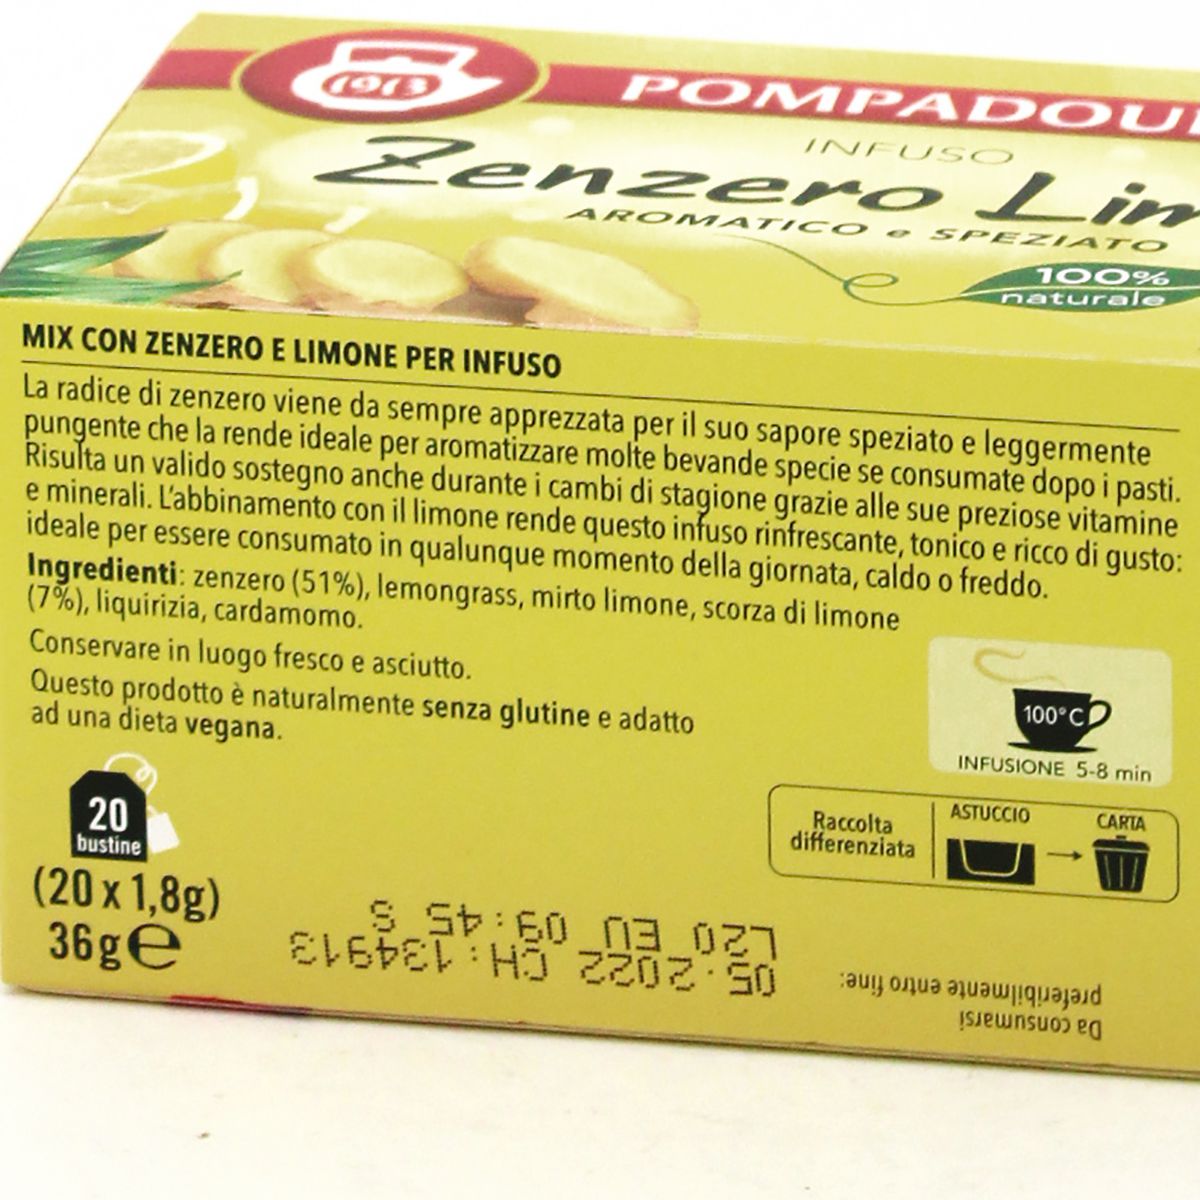 1913
POMPADOU
INFUSO
Zenzero Lim
AROMATICO e SPEZIATO
100%
naturale
MIX CON ZENZERO E LIMONE PER INFUSO
La radice di zenzero viene da sempre apprezzata per il suo sapore speziato e leggermente
pungente che la rende ideale per aromatizzare molte bevande specie se consumate dopo i pasti.
Risulta un valido sostegno anche durante i cambi di stagione grazie alle sue preziose vitamine
e minerali. L'abbinamento con il limone rende questo infuso rinfrescante, tonico e ricco di gusto:
ideale per essere consumato in qualunque momento della giornata, caldo o freddo.
Ingredienti: zenzero (51%), lemongrass, mirto limone, scorza di limone
(7%), liquirizia, cardamomo.
Conservare in luogo fresco e asciutto.
Questo prodotto è naturalmente senza glutine e adatto
ad una dieta vegana.
100°C
INFUSIONE 5-8 min
Raccolta
differenziata
ASTUCCIO
CARTA
20
bustine
(20 x 1,8g)
36g e
Da consumarsi
preferibilmente entro fine:
05.2022 CH:134913
L20 EU 09:45 S